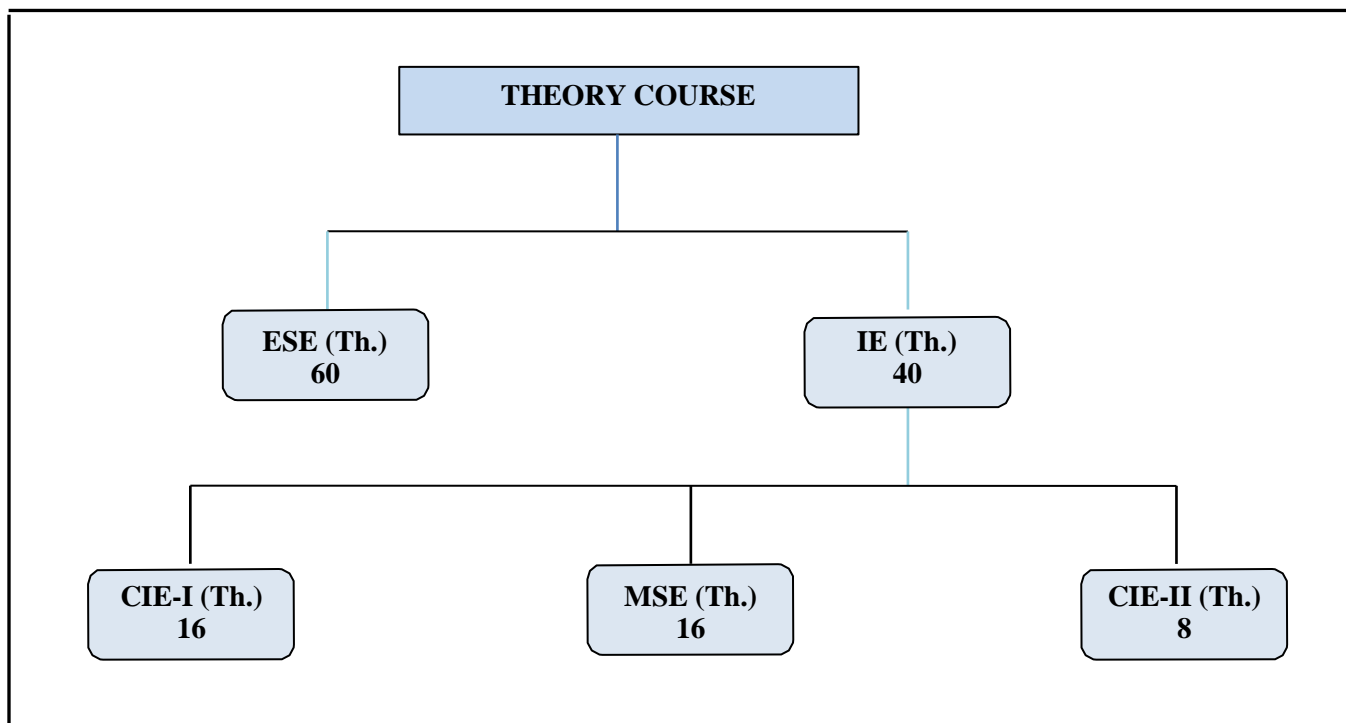 THEORY COURSE
ESE (Th.)
60
IE (Th.)
40
CIE-I (Th.)
16
MSE (Th.)
16
CIE-II (Th.)
8